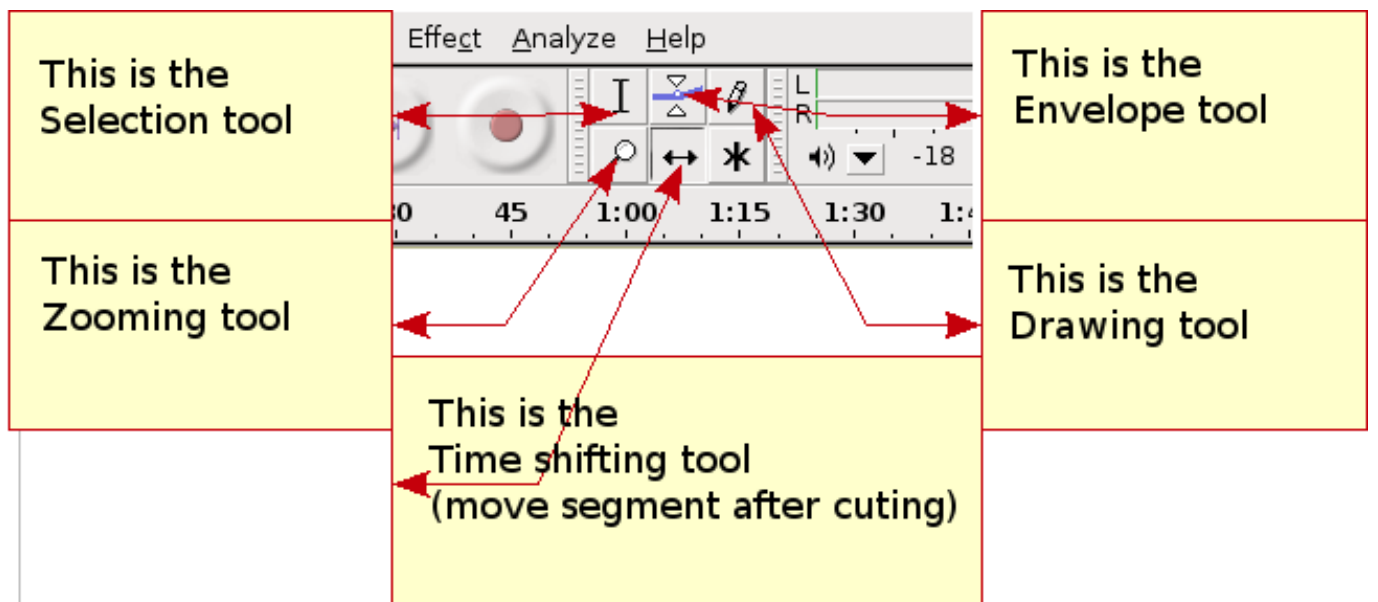 This is the
Selection tool
Effect Analyze Help
This is the
Envelope tool
L
R
-18
45 1:00 1:15 1:30
This is the
Zooming tool
This is the
Drawing tool
This is the
Time shifting tool
(move segment after cuting)